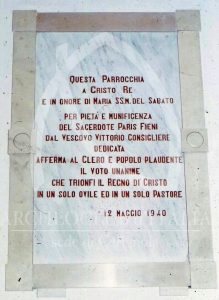 QUESTA PARROCCHIA
A CRISTO RE
E IN ONORE DI MARIA SSM. DEL SABATO
PER PIETÀ E MUNIFICENZA
DEL SACERDOTE PARIS FIENI
DAL VESCOVO VITTORIO CONSIGLIERE
DEDICATA
AFFERMA AL CLERO E POPOLO PLAUDENTE
IL VOTO UNANIME
CHE TRIONFI IL REGNO DI CRISTO
IN UN SOLO OVILE ED IN UN SOLO PASTORE
12 MAGGIO 1940